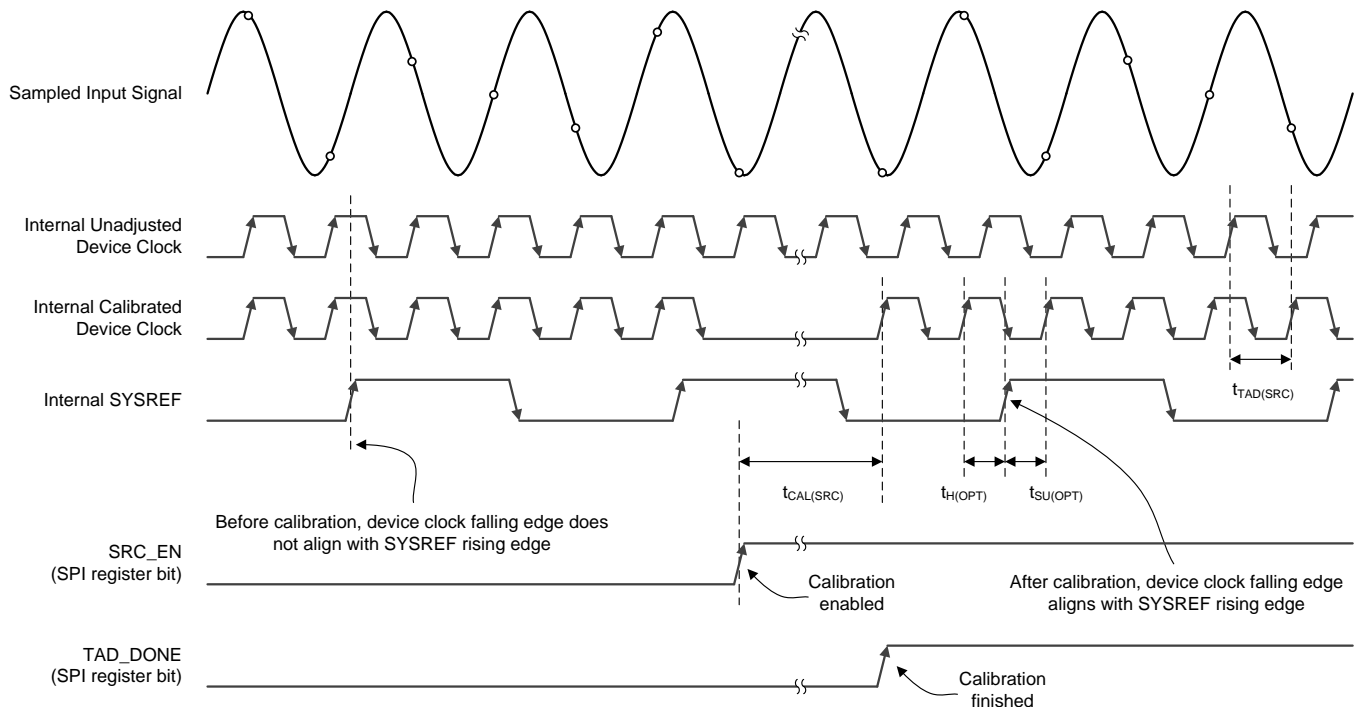 Sampled Input Signal
Internal Unadjusted
Device Clock
Internal Calibrated
Device Clock
Internal SYSREF
tTAD(SRC)
tCAL(SRC)
tH(OPT)
tSU(OPT)
Before calibration, device clock falling edge does
not align with SYSREF rising edge
SRC_EN
(SPI register bit)
Calibration
enabled
After calibration, device clock falling edge
aligns with SYSREF rising edge
TAD_DONE
(SPI register bit)
Calibration
finished